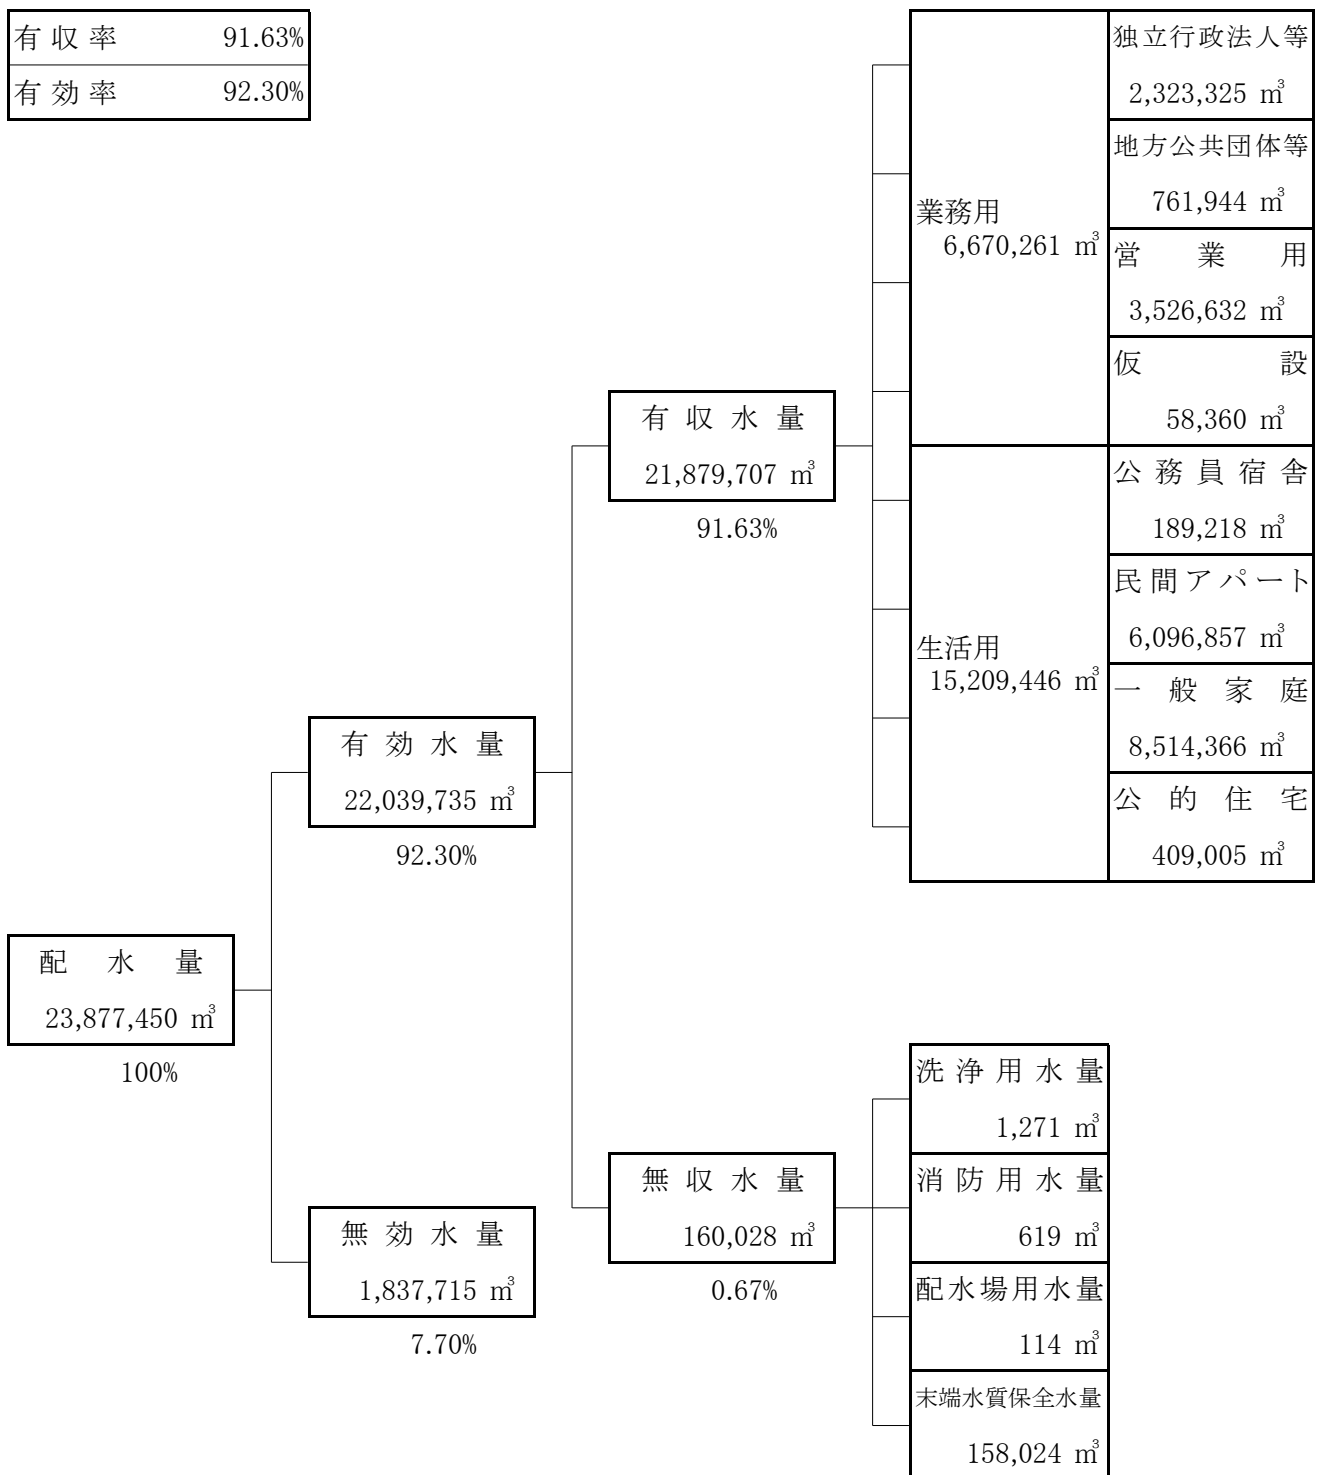 有収率 91.63%
有効率 92.30%
独立行政法人等
2,323,325 ㎥
地方公共団体等
761,944 ㎥
業務用
6,670,261 ㎥
営業用
3,526,632 ㎥
仮設
58,360 ㎥
有収水量
21,879,707 ㎥
91.63%
公務員宿舎
189,218 ㎥
民間アパート
6,096,857 ㎥
生活用
15,209,446 ㎥
一般家庭
8,514,366 ㎥
公的住宅
409,005 ㎥
有効水量
22,039,735 ㎥
92.30%
配水量
23,877,450 ㎥
100%
無効水量
1,837,715 ㎥
7.70%
無収水量
160,028 ㎥
0.67%
洗浄用水量
1,271 ㎥
消防用水量
619 ㎥
配水場用水量
114 ㎥
末端水質保全水量
158,024 ㎥